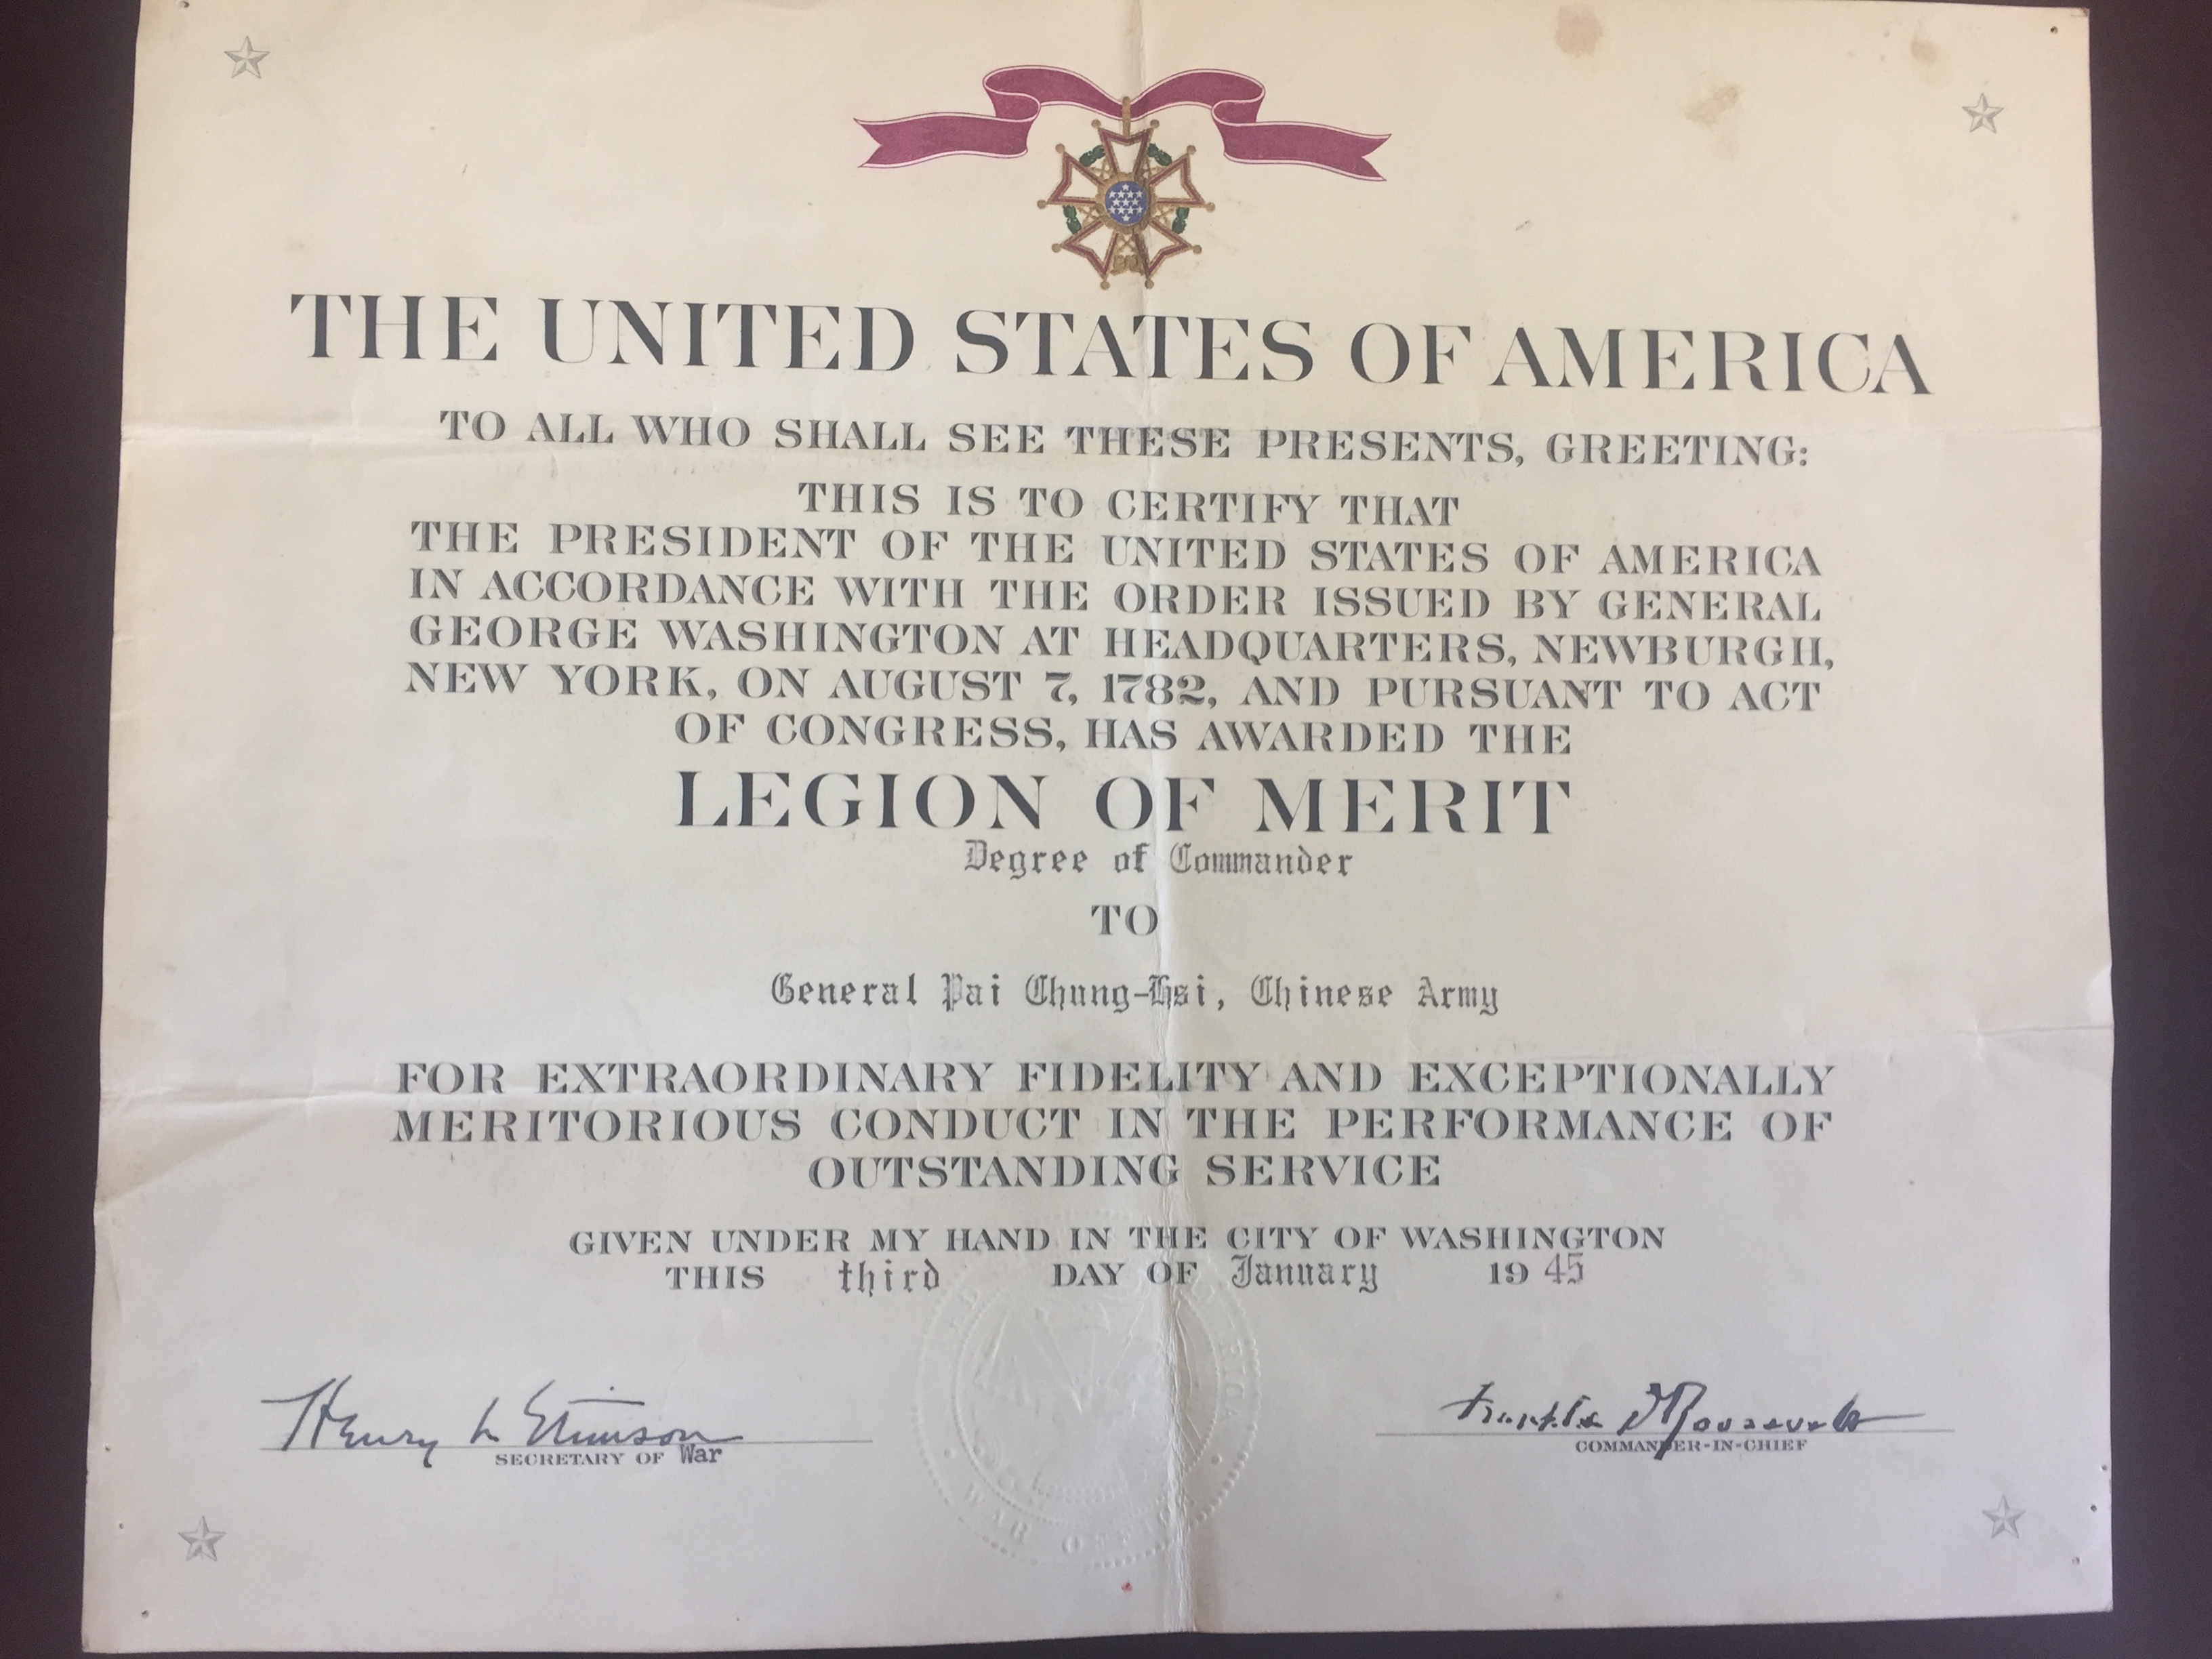 THE UNITED STATES OF AMERICA
TO ALL WHO SHALL SEE THESE PRESENTS, GREETING:
THIS IS TO CERTIFY THAT
THE PRESIDENT OF THE UNITED STATES OF AMERICA
IN ACCORDANCE WITH THE ORDER ISSUED BY GENERAL
GEORGE WASHINGTON AT HEADQUARTERS, NEWBURGH,
NEW YORK, ON AUGUST 7, 1782, AND PURSUANT TO ACT
OF CONGRESS, HAS AWARDED THE
LEGION OF MERIT
Degree of Commander
TO
General Pai Chung-Hsi, Chinese Army
FOR EXTRAORDINARY FIDELITY AND EXCEPTIONALLY
MERITORIOUS CONDUCT IN THE PERFORMANCE OF
OUTSTANDING SERVICE
GIVEN UNDER MY HAND IN THE CITY OF WASHINGTON
THIS third DAY OF January 1945
Henry L Stimson
SECRETARY OF War
Franklin D Roosevelt
COMMANDER-IN-CHIEF
WAR OFFICE